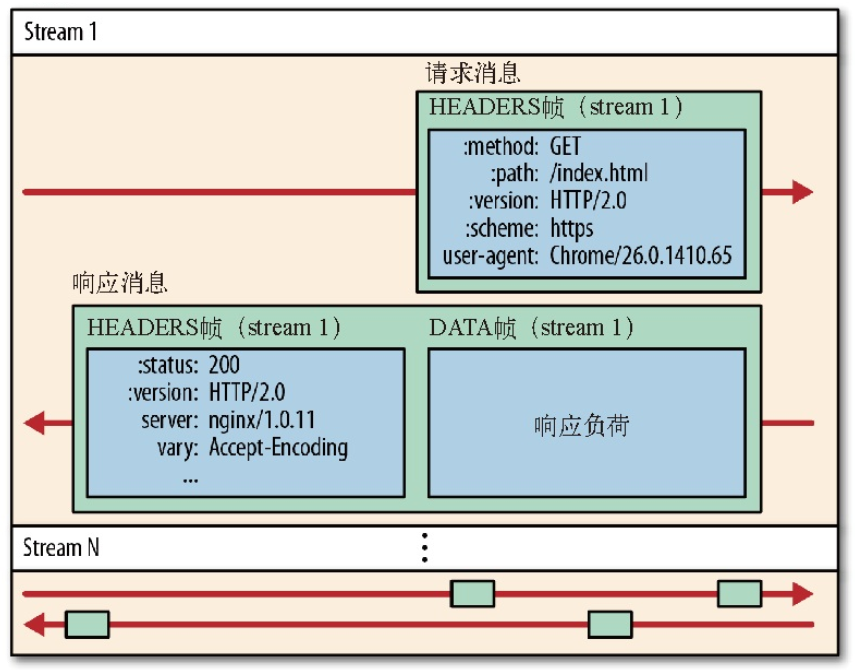 Stream 1
请求消息
HEADERS帧（stream 1）
:method: GET
:path: /index.html
:version: HTTP/2.0
:scheme: https
user-agent: Chrome/26.0.1410.65
响应消息
HEADERS帧（stream 1）
:status: 200
:version: HTTP/2.0
server: nginx/1.0.11
vary: Accept-Encoding
...
DATA帧（stream 1）
响应负荷
Stream N